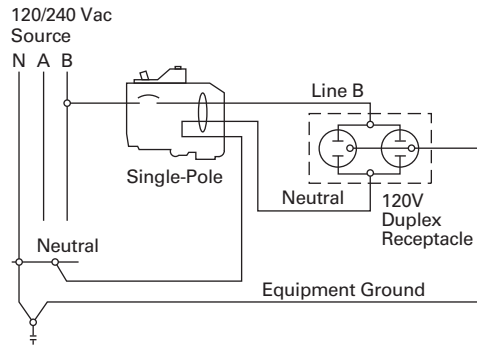 120/240 Vac
Source
N A B
Line B
Single-Pole
Neutral
120V
Duplex
Receptacle
Neutral
Equipment Ground